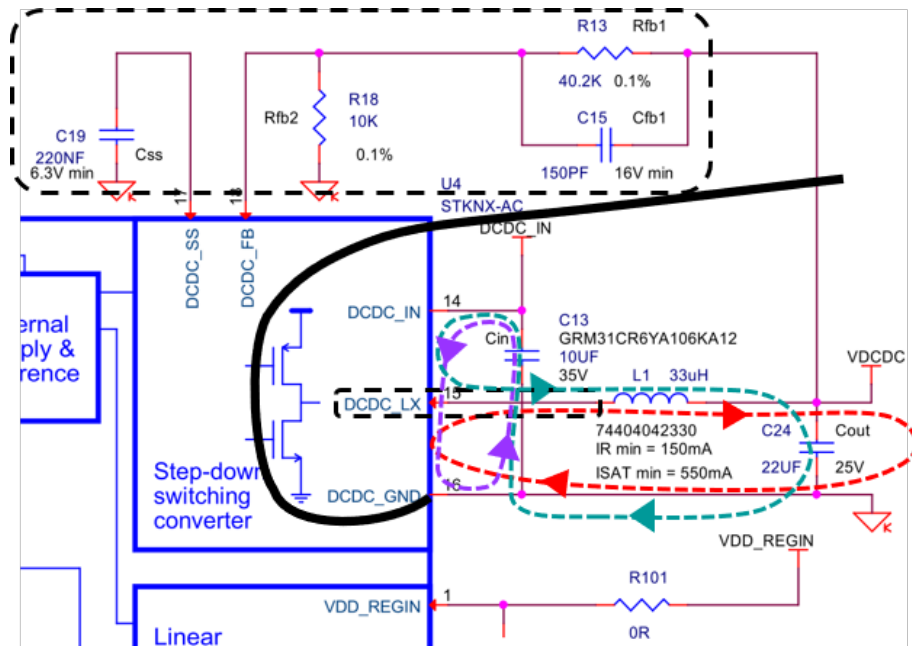 R13 Rfb1
40.2K 0.1%
C15 Cfb1
150PF 16V min
Rfb2
R18
10K
0.1%
C19
220NF
6.3V min
Css
17
18
U4
STKNX-AC
DCDC_SS
DCDC_FB
DCDC_IN
DCDC_IN
14
Cin
C13
GRM31CR6YA106KA12
10UF
35V
VDCDC
L1 33uH
DCDC_LX
15
74404042330
IR min = 150mA
ISAT min = 550mA
C24 Cout
22UF 25V
ernal
ply &
rence
Step-down
switching
converter
DCDC_GND
16
VDD_REGIN
R101
0R
VDD_REGIN
1
Linear
K
K
K